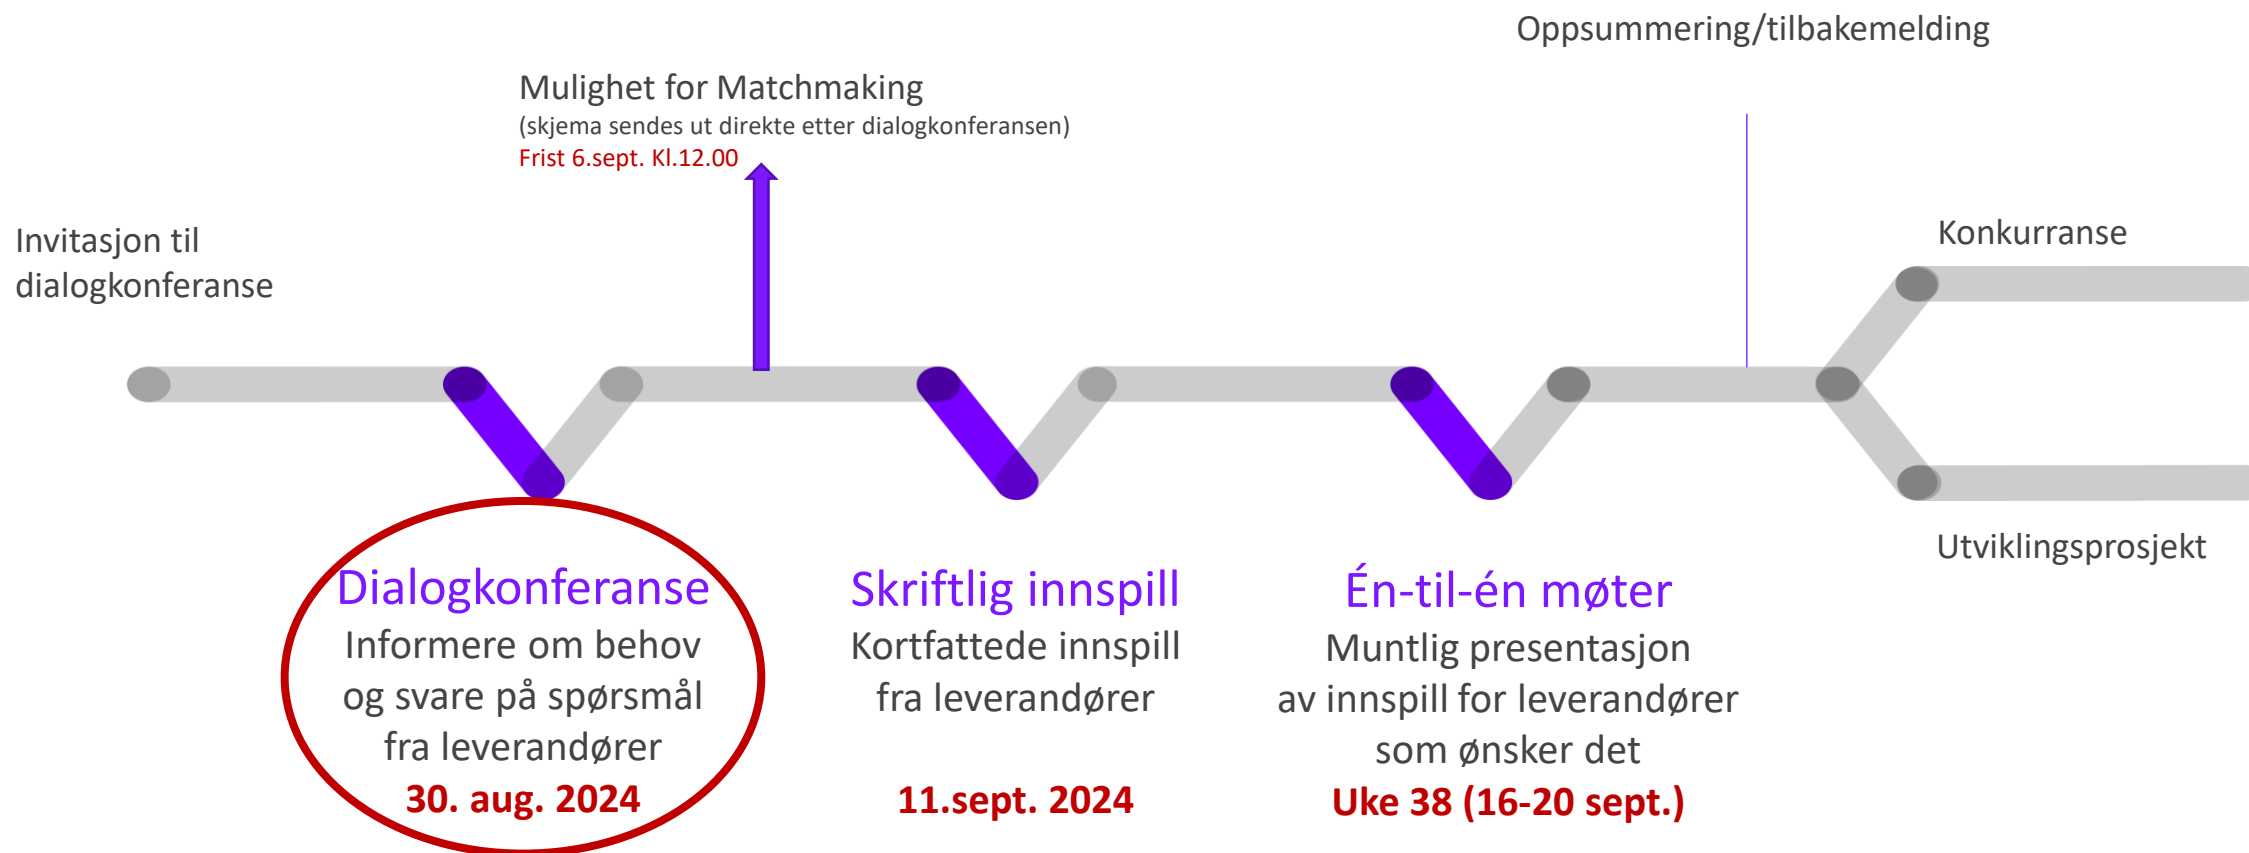 Oppsummering/tilbakemelding
Mulighet for Matchmaking
(skjema sendes ut direkte etter dialogkonferansen)
Frist 6.sept. Kl.12.00
Invitasjon til
dialogkonferanse
Konkurranse
Utviklingsprosjekt
Dialogkonferanse
Informere om behov
og svare på spørsmål
fra leverandører
30. aug. 2024
Skriftlig innspill
Kortfattede innspill
fra leverandører
11.sept. 2024
Én-til-én møter
Muntlig presentasjon
av innspill for leverandører
som ønsker det
Uke 38 (16-20 sept.)